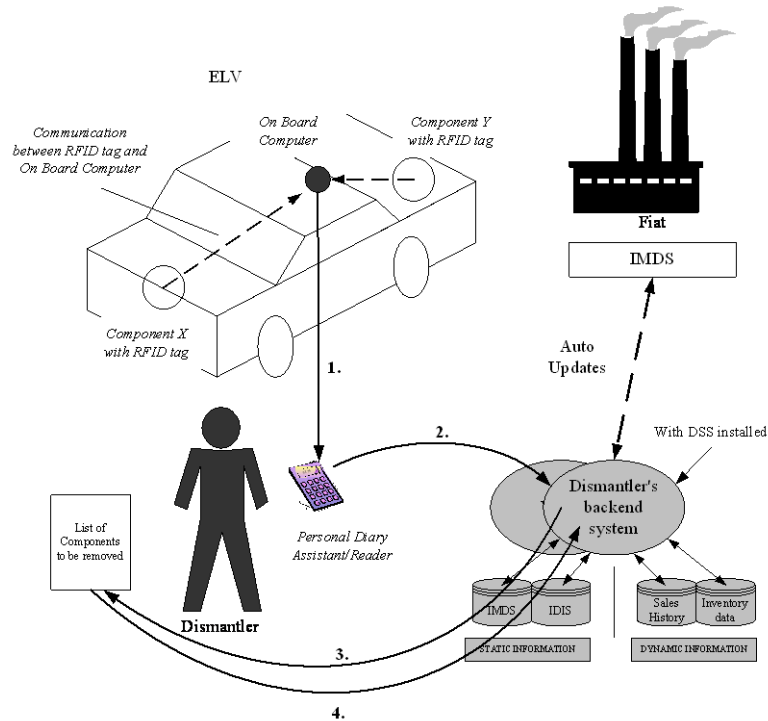 ELV
Communication
between RFID tag and
On Board Computer
On Board
Computer
Component Y
with RFID tag
Fiat
IMDS
Component X
with RFID tag
1.
Auto
Updates
2.
With DSS installed
List of
Components
to be removed
Personal Diary
Assistant/Reader
Dismantler's
backend
system
Dismantler
IMDS
IDIS
Sales
History
Inventory
data
3.
STATIC INFORMATION
DYNAMIC INFORMATION
4.